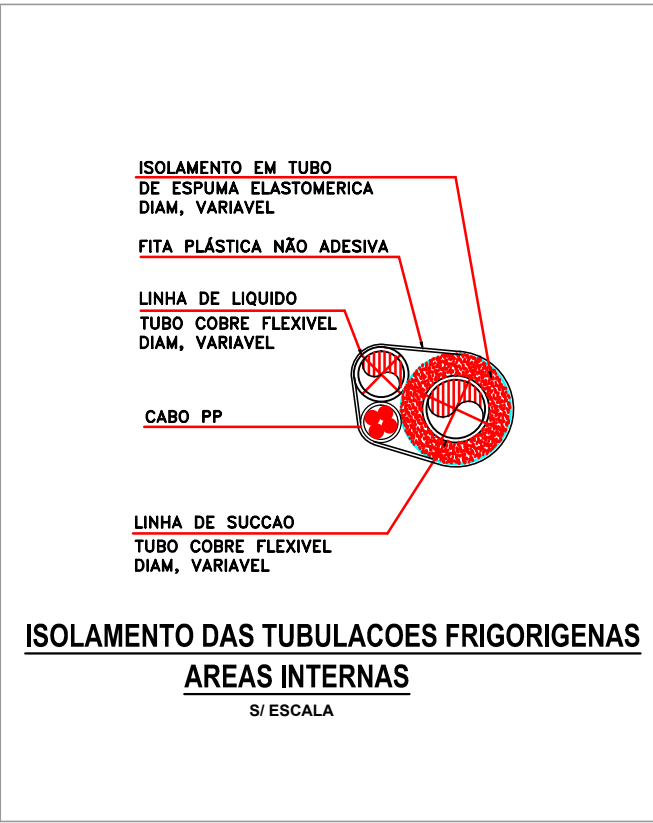 ISOLAMENTO EM TUBO
DE ESPUMA ELASTOMERICA
DIAM, VARIAVEL
FITA PLÁSTICA NÃO ADESIVA
LINHA DE LIQUIDO
TUBO COBRE FLEXIVEL
DIAM, VARIAVEL
CABO PP
LINHA DE SUCCAO
TUBO COBRE FLEXIVEL
DIAM, VARIAVEL
ISOLAMENTO DAS TUBULACOES FRIGORIGENAS
AREAS INTERNAS
S/ ESCALA